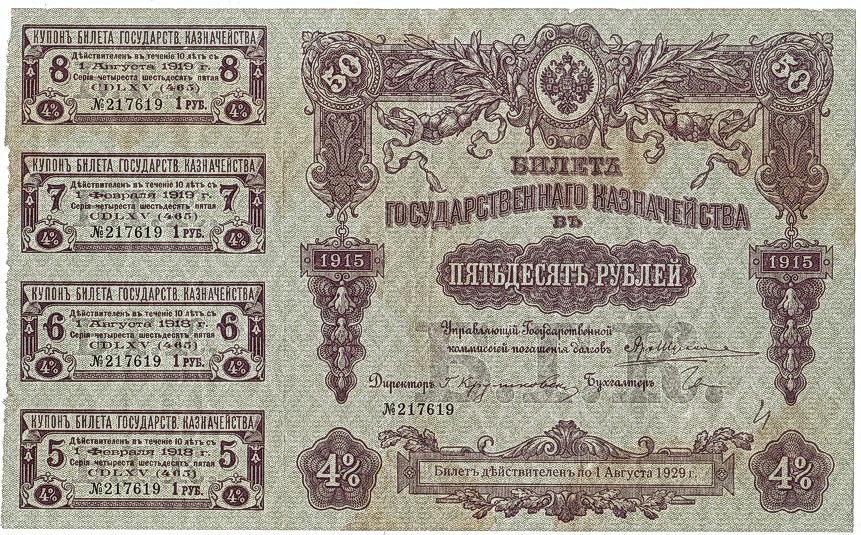 КУПОНЪ БИЛЕТА ГОСУДАРСТВ. КАЗНАЧЕЙСТВА
Дѣйствителенъ въ теченіе 10 лѣтъ съ
8 1 Августа 1919 г. 8
Серія четыреста шестьдесятъ пятая
CDLXV (465)
№217619 1 РУБ.
4% 4%
КУПОНЪ БИЛЕТА ГОСУДАРСТВ. КАЗНАЧЕЙСТВА
Дѣйствителенъ въ теченіе 10 лѣтъ съ
7 1 Февраля 1919 г. 7
Серія четыреста шестьдесятъ пятая
CDLXV (465)
№217619 1 РУБ.
4% 4%
КУПОНЪ БИЛЕТА ГОСУДАРСТВ. КАЗНАЧЕЙСТВА
Дѣйствителенъ въ теченіе 10 лѣтъ съ
6 1 Августа 1918 г. 6
Серія четыреста шестьдесятъ пятая
CDLXV (465)
№217619 1 РУБ.
4% 4%
КУПОНЪ БИЛЕТА ГОСУДАРСТВ. КАЗНАЧЕЙСТВА
Дѣйствителенъ въ теченіе 10 лѣтъ съ
5 1 Февраля 1918 г. 5
Серія четыреста шестьдесятъ пятая
CDLXV (465)
№217619 1 РУБ.
4% 4%
50 50
БИЛЕТЪ
ГОСУДАРСТВЕННАГО КАЗНАЧЕЙСТВА
ВЪ
1915 1915
ПЯТЬДЕСЯТЪ РУБЛЕЙ
Управляющій Государственной
коммиссіей погашенія долговъ
Б.Г.К.
Директоръ Бухгалтеръ
№217619
4% 4%
Билетъ дѣйствителенъ по 1 Августа 1929 г.